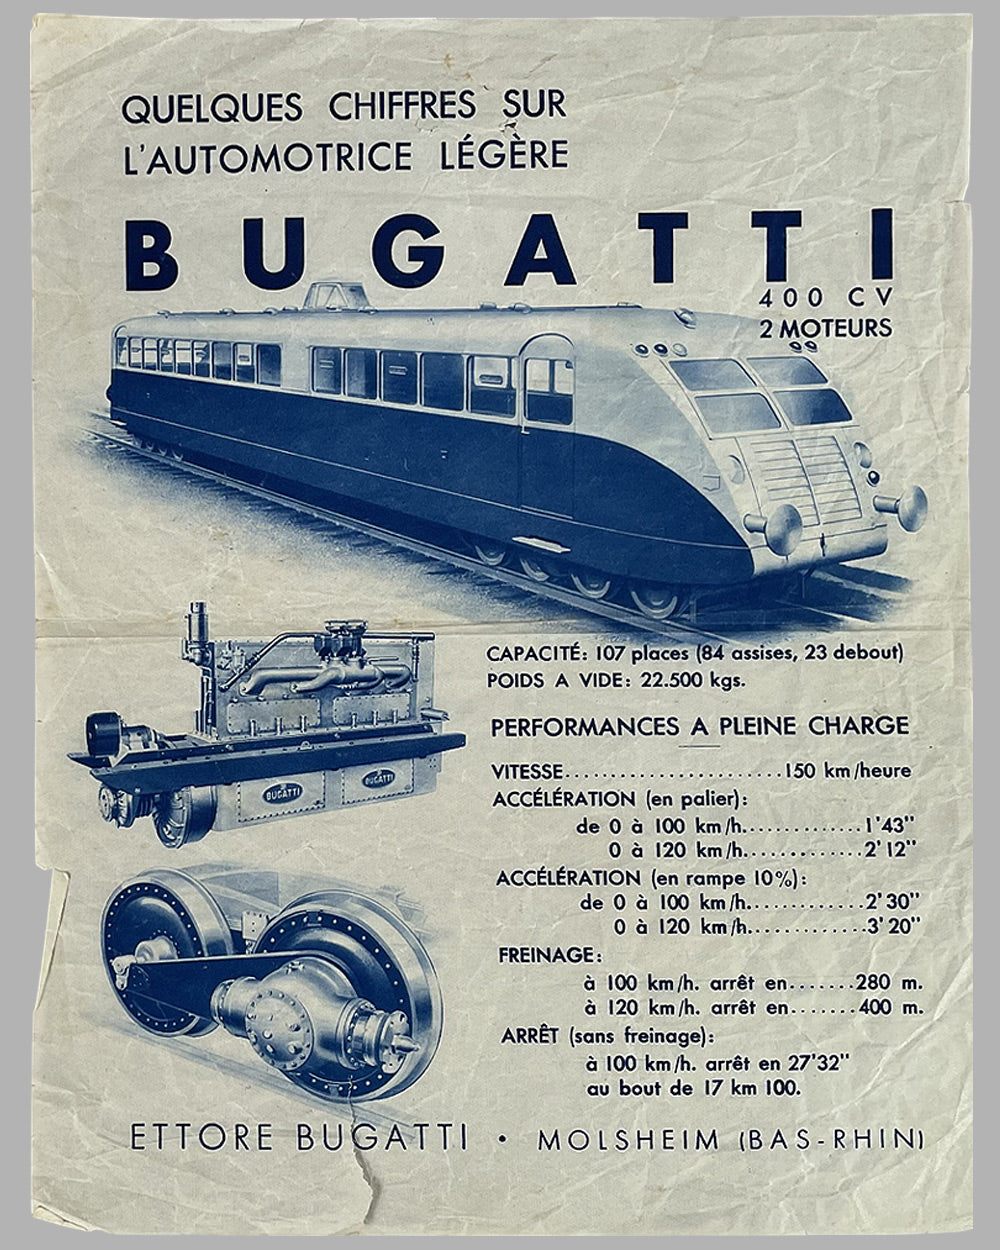 QUELQUES CHIFFRES SUR
L'AUTOMOTRICE LÉGÈRE
BUGATTI
400 CV
2 MOTEURS
BUGATTI
BUGATTI
CAPACITÉ: 107 places (84 assises, 23 debout)
POIDS A VIDE: 22.500 kgs.
PERFORMANCES A PLEINE CHARGE
VITESSE........................150 km/heure
ACCÉLÉRATION (en palier):
de 0 à 100 km/h.............1'43"
0 à 120 km/h.............2'12"
ACCÉLÉRATION (en rampe 10%):
de 0 à 100 km/h.............2'30"
0 à 120 km/h.............3'20"
FREINAGE:
à 100 km/h. arrêt en.......280 m.
à 120 km/h. arrêt en.......400 m.
ARRÊT (sans freinage):
à 100 km/h. arrêt en 27'32"
au bout de 17 km 100.
ETTORE BUGATTI • MOLSHEIM (BAS-RHIN)